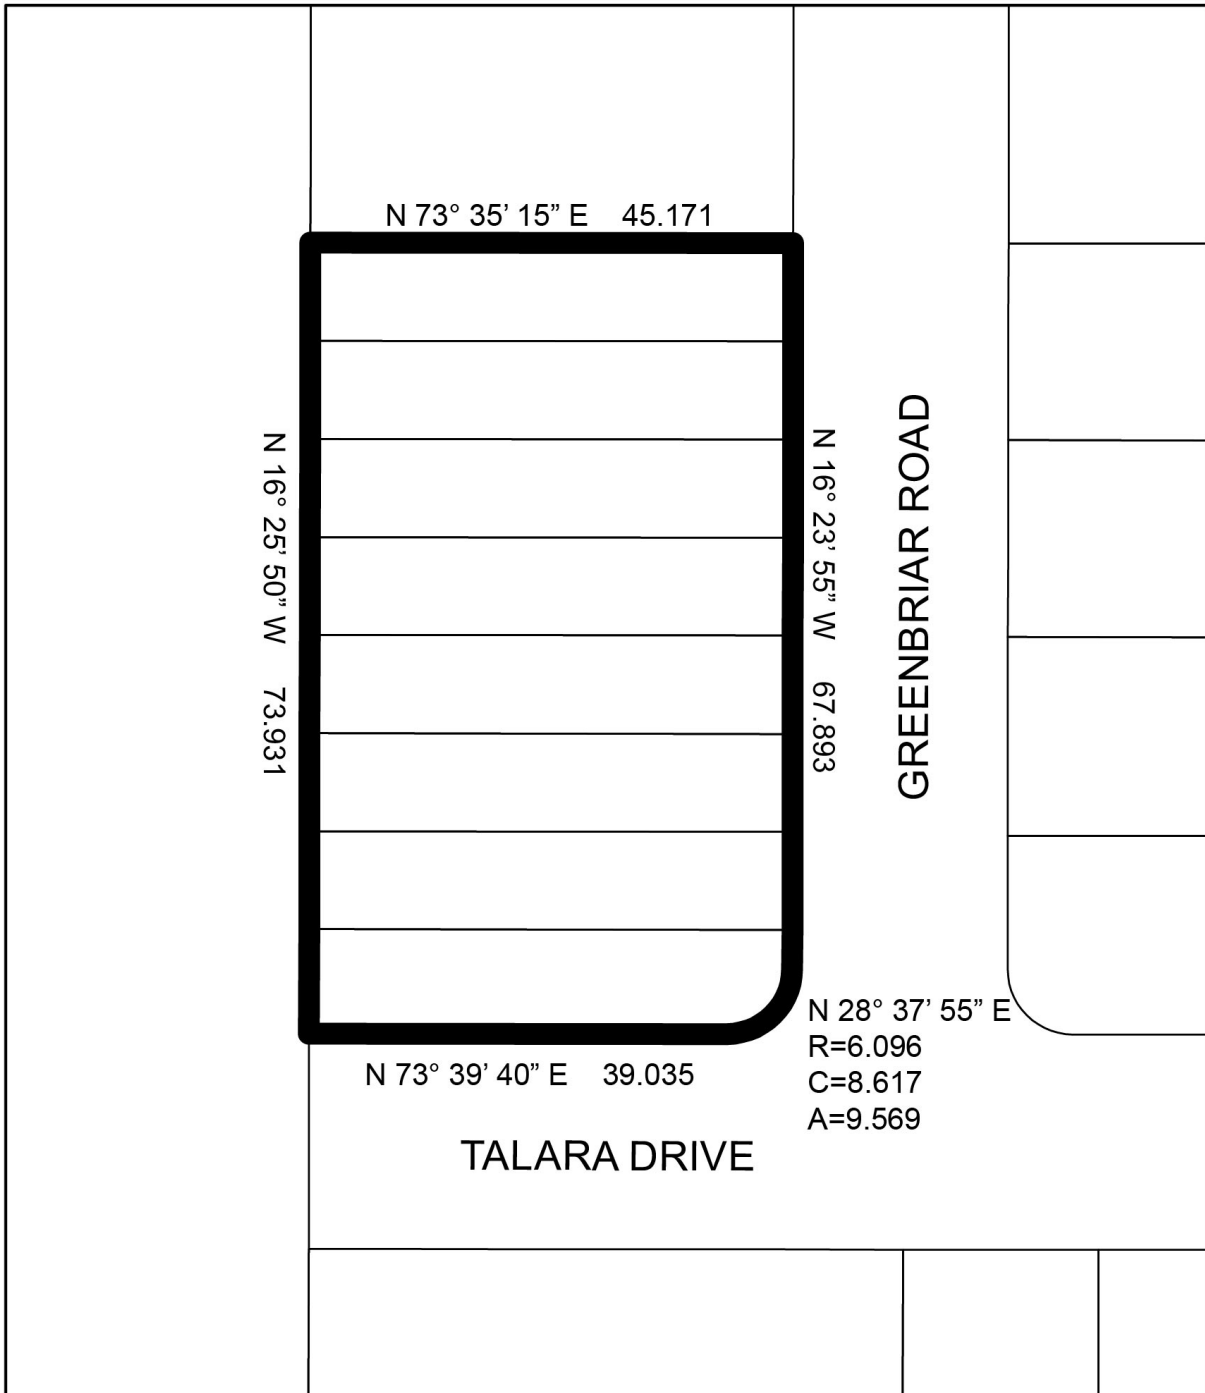 N 73° 35’ 15” E 45.171
N 16° 25’ 50” W 73.931
N 16° 23’ 55” W 67.893
GREENBRIAR ROAD
N 28° 37’ 55” E
R=6.096
C=8.617
A=9.569
N 73° 39’ 40” E 39.035
TALARA DRIVE